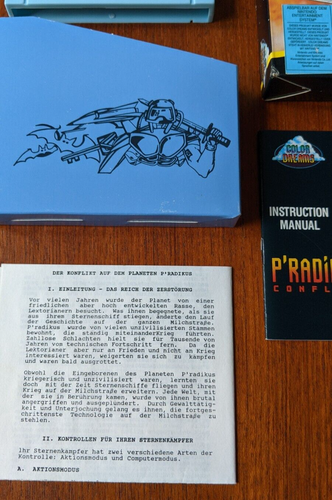 COLOR
DREAMS
INSTRUCTION
MANUAL
DER KONFLIKT AUF DEM PLANETEN P'RADIKUS
I. EINLEITUNG - DAS REICH DER ZERSTÖRUNG
Vor vielen Jahren wurde der Planet von einer
friedlichen aber hoch entwickelten Rasse, den
Lextorianern besucht. Was ihnen begegnete, als sie
aus ihrem Sternenschiff stiegen, änderte den Lauf
der Geschichte auf der ganzen Milchstraße.
P'radikus wurde von vielen unzivilisierten Stämmen
bewohnt, die ständig miteinander Krieg führten.
Zahllose Schlachten hielt sie für Tausende von
Jahren vom technischen Fortschritt fern. Da die
Lektorianer aber nur an Frieden und nicht an Krieg
interessiert waren, weigerten sie sich zu kämpfen
und waren bald ausgerottet.
Obwohl die Eingeborenen des Planeten P'radikus
kriegerisch und unzivilisiert waren, lernten sie
doch mit der Zeit Sternenschiffe fliegen und ihren
Krieg auf der Milchstraße erweitern. Jede Rasse, mit
der sie in Berührung kamen, wurde von ihnen brutal
angegriffen und ausgeplündert. Durch Gewalttätig-
keit und Unterjochung gelang es ihnen, die fortges-
chrittenste Technologie auf der Milchstraße zu
stehlen.
II. KONTROLLEN FÜR IHREN STERNENKÄMPFER
Ihr Sternenkämpfer hat zwei verschiedene Arten der
Kontrolle: Aktionsmodus und Computermodus.
A. AKTIONSMODUS